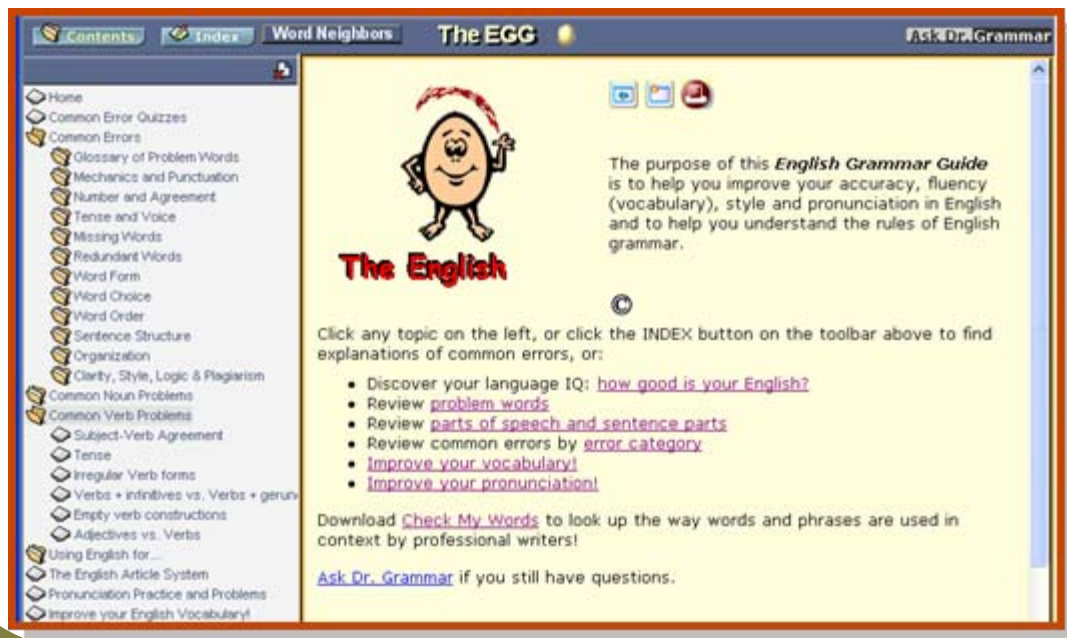 Contents Index Word Neighbors The EGG Ask Dr. Grammar
Home
Common Error Quizzes
Common Errors
Glossary of Problem Words
Mechanics and Punctuation
Number and Agreement
Tense and Voice
Missing Words
Redundant Words
Word Form
Word Choice
Word Order
Sentence Structure
Organization
Clarity, Style, Logic & Plagiarism
Common Noun Problems
Common Verb Problems
Subject-Verb Agreement
Tense
Irregular Verb forms
Verbs + infinitives vs. Verbs + gerun
Empty verb constructions
Adjectives vs. Verbs
Using English for...
The English Article System
Pronunciation Practice and Problems
Improve your English Vocabulary!
The English
The purpose of this English Grammar Guide
is to help you improve your accuracy, fluency
(vocabulary), style and pronunciation in English
and to help you understand the rules of English
grammar.
©
Click any topic on the left, or click the INDEX button on the toolbar above to find
explanations of common errors, or:
• Discover your language IQ: how good is your English?
• Review problem words
• Review parts of speech and sentence parts
• Review common errors by error category
• Improve your vocabulary!
• Improve your pronunciation!
Download Check My Words to look up the way words and phrases are used in
context by professional writers!
Ask Dr. Grammar if you still have questions.